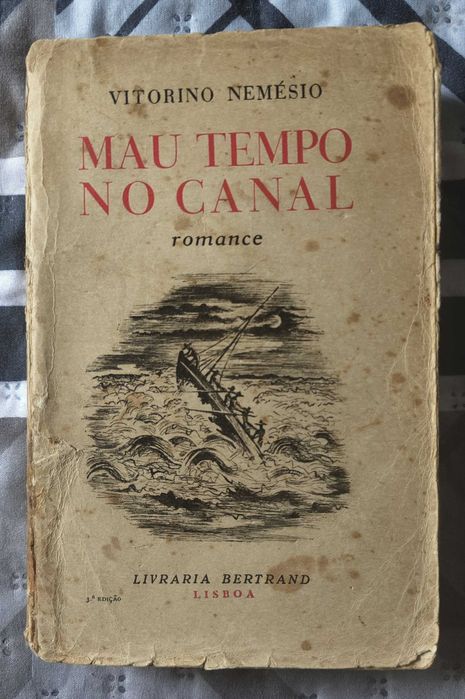 VITORINO NEMÉSIO
MAU TEMPO
NO CANAL
romance
LIVRARIA BERTRAND
LISBOA
3.ª EDIÇÃO